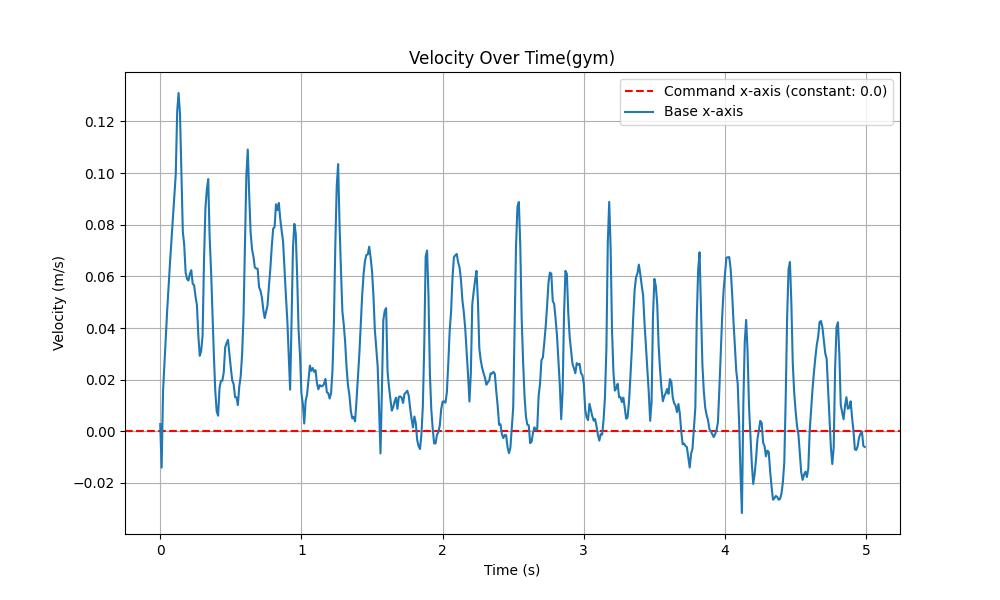 Velocity Over Time(gym)
Command x-axis (constant: 0.0)
Base x-axis
Velocity (m/s)
0.12
0.10
0.08
0.06
0.04
0.02
0.00
−0.02
0 1 2 3 4 5
Time (s)